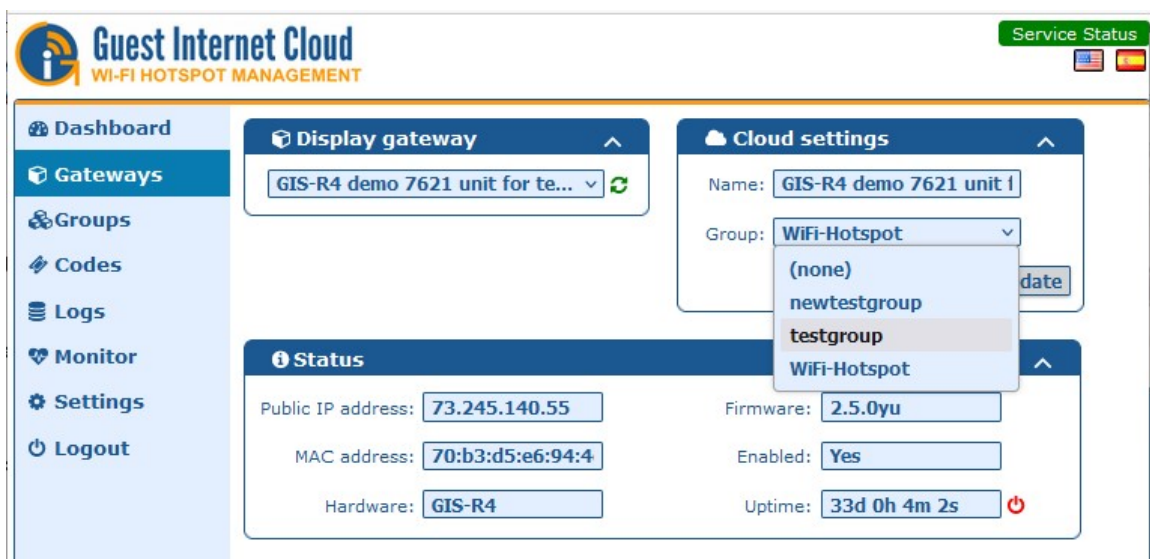 Guest Internet Cloud
WI-FI HOTSPOT MANAGEMENT
Service Status
Dashboard
Gateways
Groups
Codes
Logs
Monitor
Settings
Logout
Display gateway
GIS-R4 demo 7621 unit for te...
Cloud settings
Name: GIS-R4 demo 7621 unit f
Group: WiFi-Hotspot
(none)
newtestgroup
testgroup
WiFi-Hotspot
date
Status
Public IP address: 73.245.140.55
Firmware: 2.5.0yu
MAC address: 70:b3:d5:e6:94:4
Enabled: Yes
Hardware: GIS-R4
Uptime: 33d 0h 4m 2s